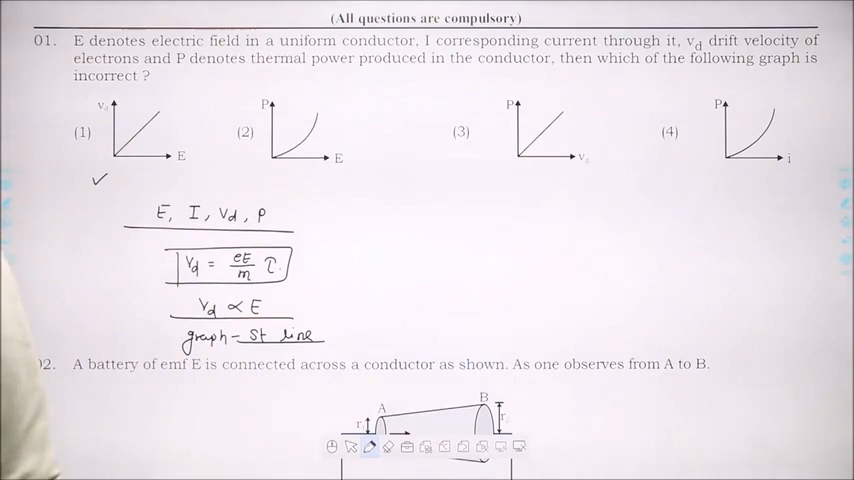 (All questions are compulsory)
01. E denotes electric field in a uniform conductor, I corresponding current through it, vd drift velocity of
electrons and P denotes thermal power produced in the conductor, then which of the following graph is
incorrect ?
(1) vd E (2) P E (3) P vd (4) P i
E, I, Vd, P
Vd = eE/m τ.
Vd ∝ E
graph - St line
02. A battery of emf E is connected across a conductor as shown. As one observes from A to B.
A B
r1 r2